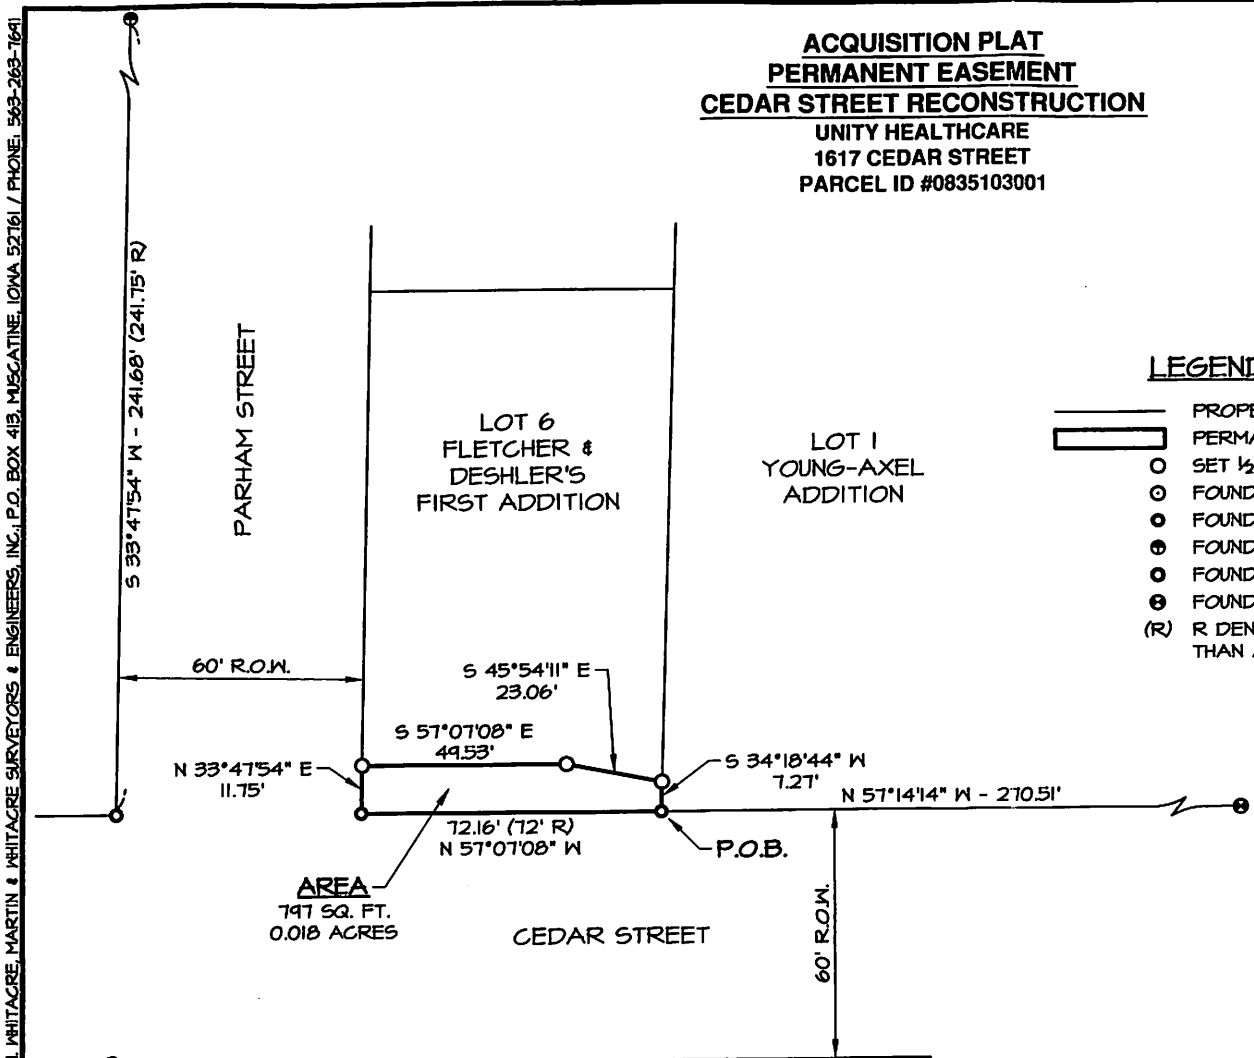 ACQUISITION PLAT
PERMANENT EASEMENT
CEDAR STREET RECONSTRUCTION
UNITY HEALTHCARE
1617 CEDAR STREET
PARCEL ID #0835103001
WHITACRE, MARTIN & WHITACRE SURVEYORS & ENGINEERS, INC.; P.O. BOX 413, MUSCATINE, IOWA 52761 / PHONE: 563-263-7691
S 33°47'54" W - 241.68' (241.75' R)
PARHAM STREET
LOT 6
FLETCHER &
DESHLER'S
FIRST ADDITION
LOT 1
YOUNG-AXEL
ADDITION
LEGEND
PROPE
PERMA
SET ½
FOUND
FOUND
FOUND
FOUND
FOUND
(R) R DEN
THAN
60' R.O.W.
S 45°54'11" E
23.06'
S 57°07'08" E
49.53'
N 33°47'54" E
11.75'
S 34°18'44" W
7.27'
N 57°14'14" W - 270.51'
72.16' (72' R)
N 57°07'08" W
P.O.B.
AREA
797 SQ. FT.
0.018 ACRES
CEDAR STREET
60' R.O.W.